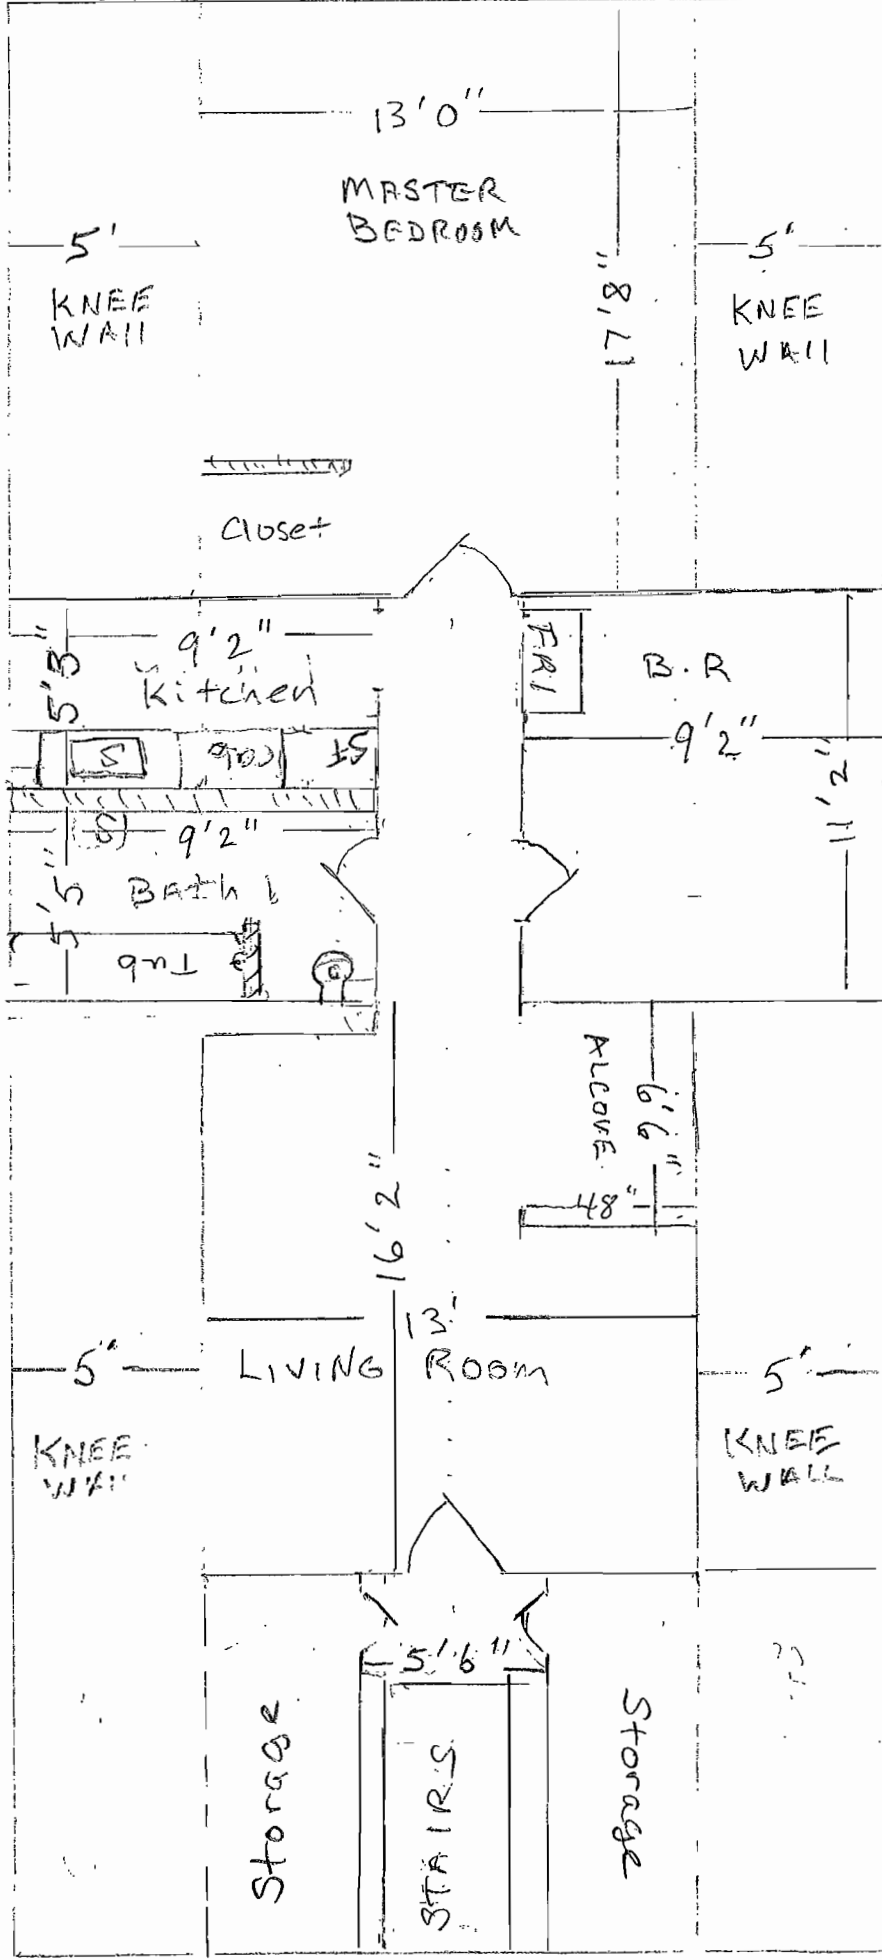 13'0"
MASTER
BEDROOM
5'
KNEE
WAll
17'8"
5'
KNEE
WAll
Closet
9'2"
5'3"
Kitchen
FRI
B.R
9'2"
11'2"
S
Cab
ST
S
9'2"
5'5"
BAth 1
Tub
ALCOVE
6'6"
48"
16'2"
13'
5'
LIVING ROOM
5'
KNEE
KNEE
WALL
5'6"
Storage
STAIRS
Storage